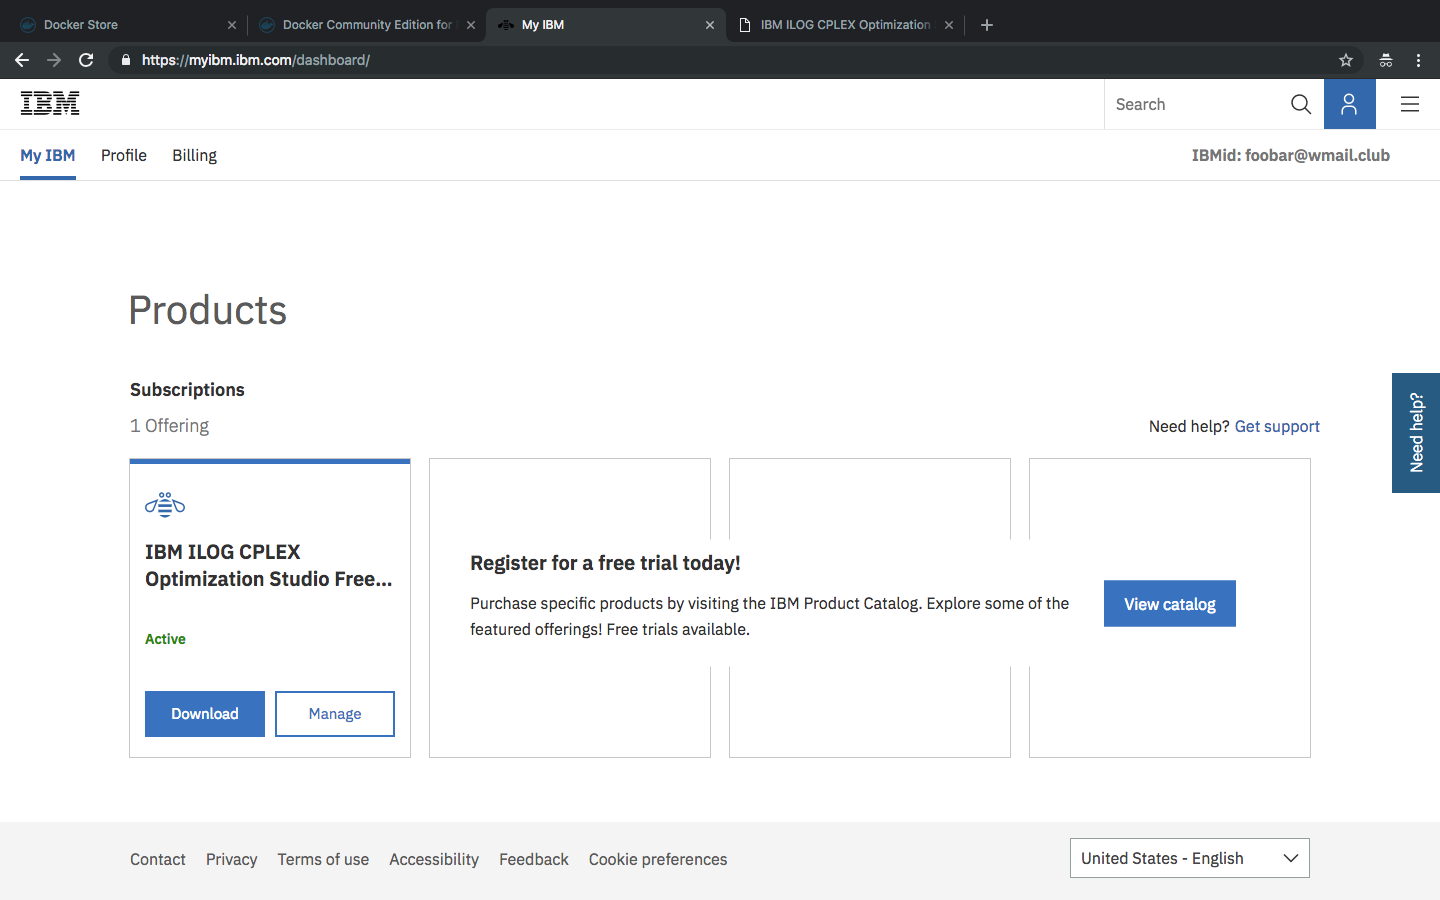 Docker Store
Docker Community Edition for
My IBM
IBM ILOG CPLEX Optimization
https://myibm.ibm.com/dashboard/
IBM
Search
My IBM Profile Billing
IBMid: foobar@wmail.club
Products
Subscriptions
1 Offering
Need help? Get support
Need help?
IBM ILOG CPLEX
Optimization Studio Free...
Active
Download
Manage
Register for a free trial today!
Purchase specific products by visiting the IBM Product Catalog. Explore some of the
featured offerings! Free trials available.
View catalog
Contact Privacy Terms of use Accessibility Feedback Cookie preferences
United States - English